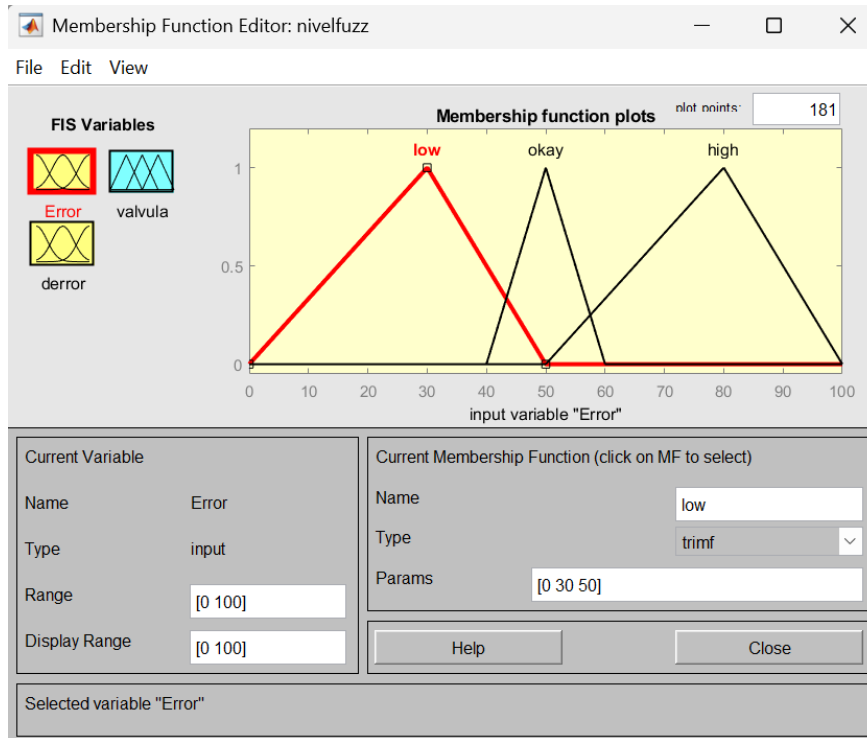 Membership Function Editor: nivelfuzz
File Edit View
FIS Variables
Error
valvula
derror
Membership function plots
plot points:
181
low
okay
high
1
0.5
0
0 10 20 30 40 50 60 70 80 90 100
input variable "Error"
Current Variable
Name Error
Type input
Range [0 100]
Display Range [0 100]
Current Membership Function (click on MF to select)
Name low
Type trimf
Params [0 30 50]
Help
Close
Selected variable "Error"